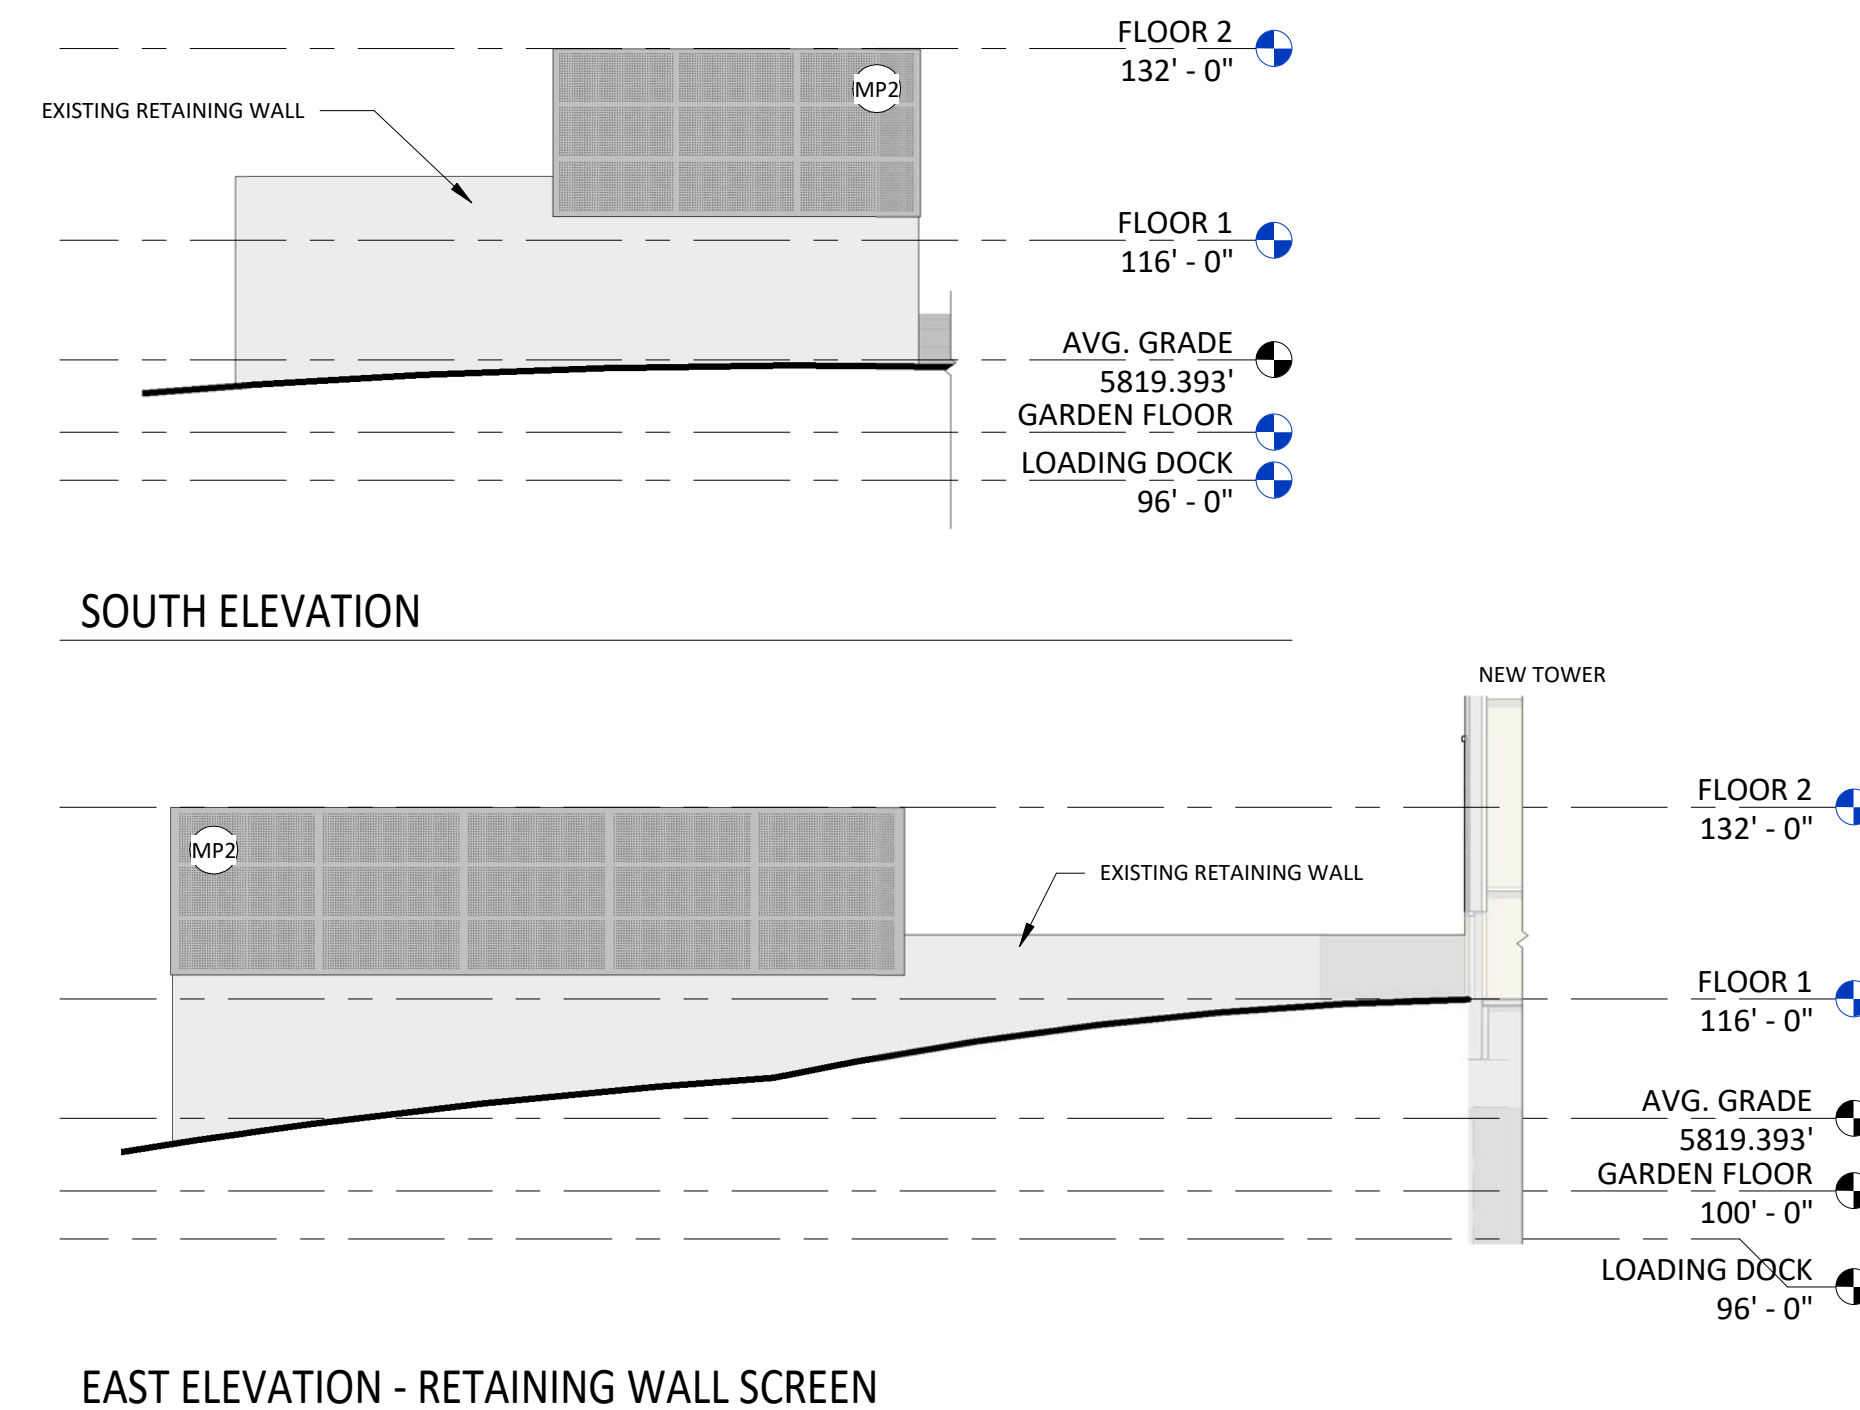 FLOOR 2
132' - 0"
MP2
EXISTING RETAINING WALL
FLOOR 1
116' - 0"
AVG. GRADE
5819.393'
GARDEN FLOOR
LOADING DOCK
96' - 0"
SOUTH ELEVATION
NEW TOWER
FLOOR 2
132' - 0"
MP2
EXISTING RETAINING WALL
FLOOR 1
116' - 0"
AVG. GRADE
5819.393'
GARDEN FLOOR
100' - 0"
LOADING DOCK
96' - 0"
EAST ELEVATION - RETAINING WALL SCREEN